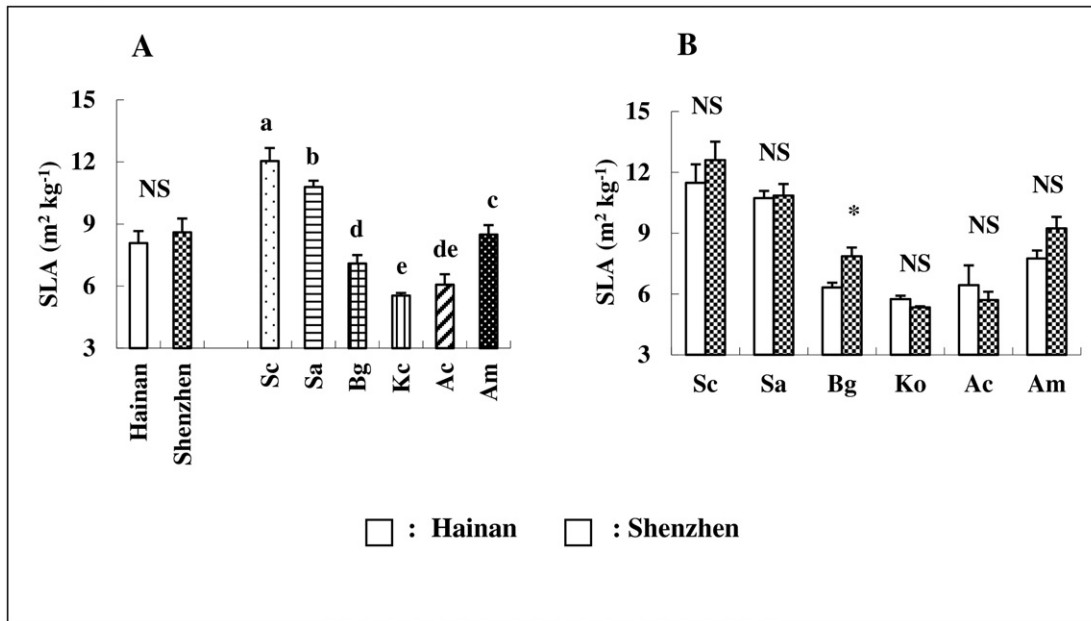 A
SLA (m² kg⁻¹)
15
12
9
6
3
NS
a
b
d
e
de
c
Hainan
Shenzhen
Sc
Sa
Bg
Kc
Ac
Am
B
SLA (m² kg⁻¹)
15
12
9
6
3
NS
NS
*
NS
NS
NS
Sc Sa Bg Ko Ac Am
: Hainan : Shenzhen